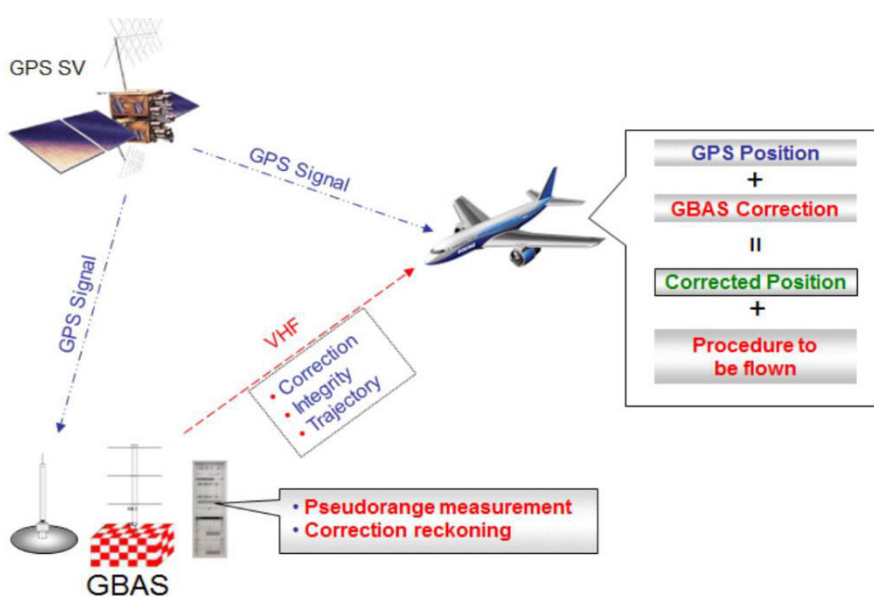 GPS SV
GPS Signal
GPS Signal
GPS Position
+
GBAS Correction
=
Corrected Position
+
Procedure to
be flown
VHF
• Correction
• Integrity
• Trajectory
• Pseudorange measurement
• Correction reckoning
GBAS